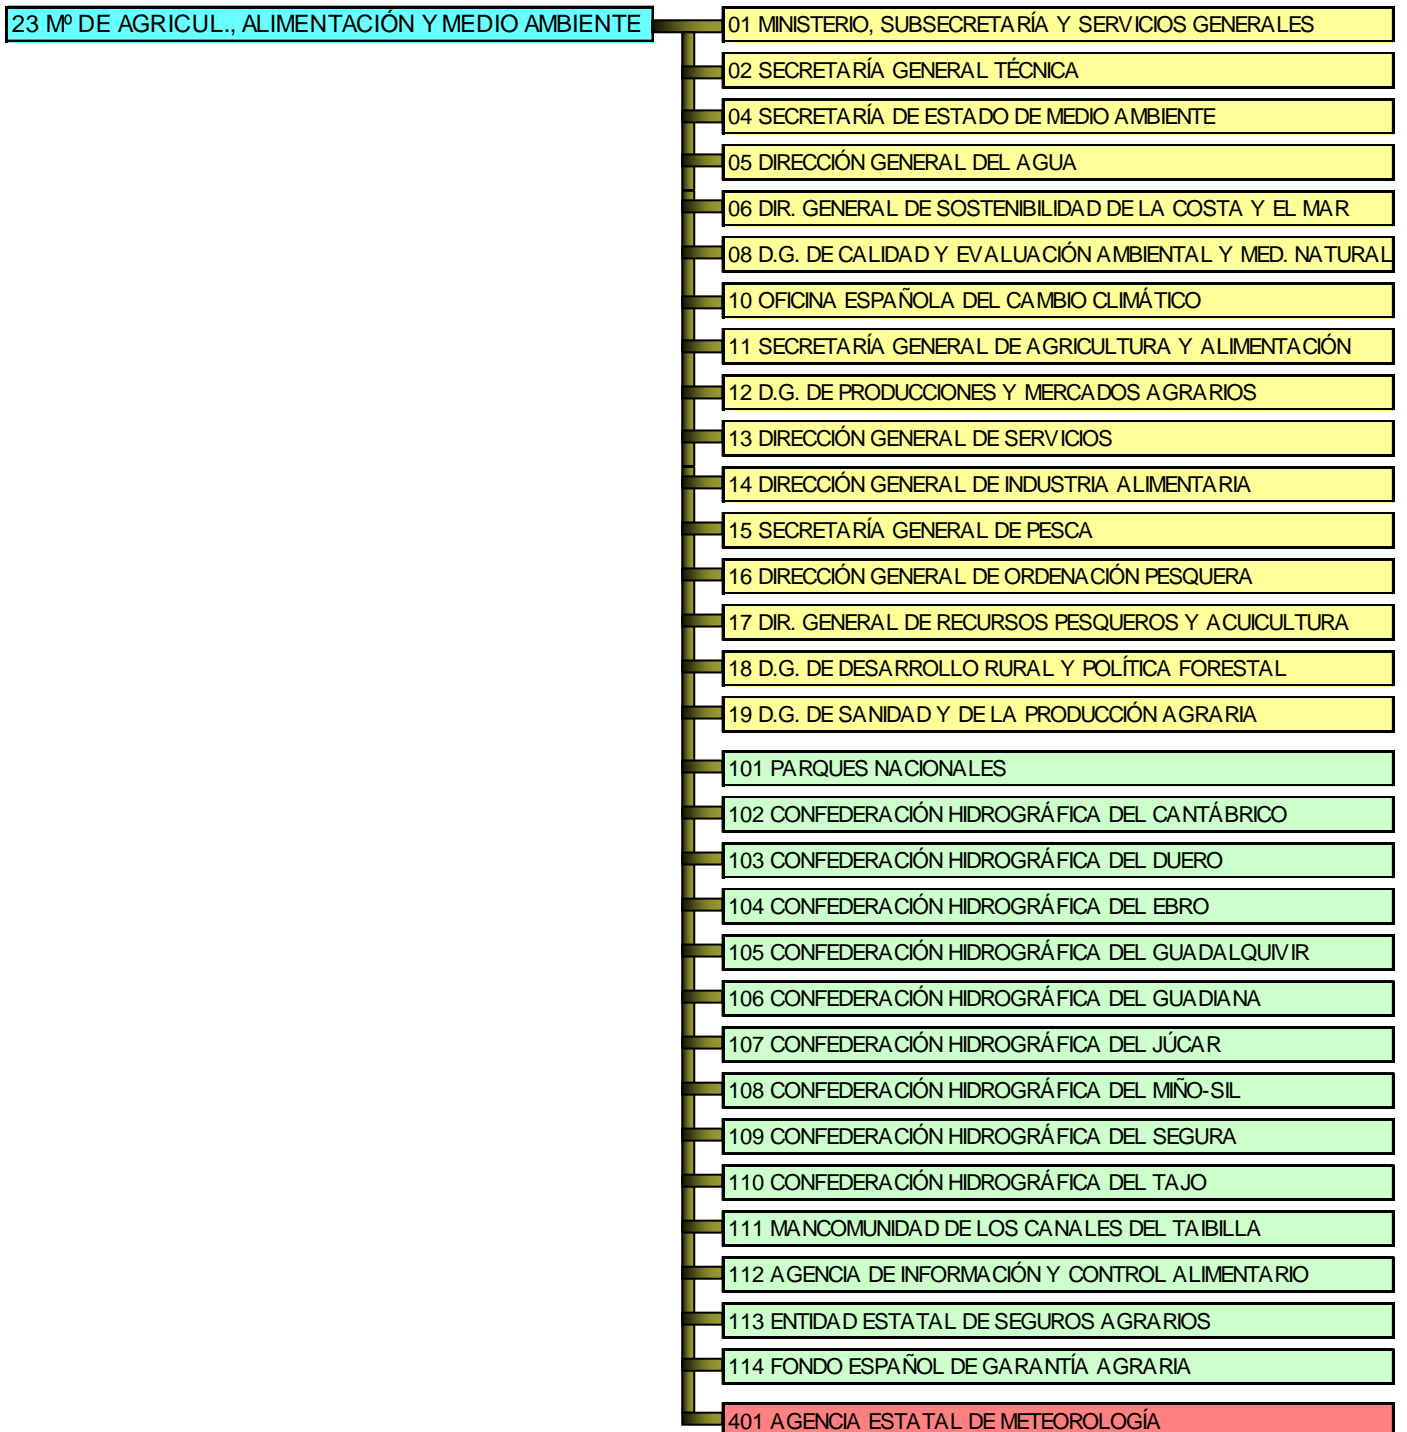 23 Mº DE AGRICUL., ALIMENTACIÓN Y MEDIO AMBIENTE
01 MINISTERIO, SUBSECRETARÍA Y SERVICIOS GENERALES
02 SECRETARÍA GENERAL TÉCNICA
04 SECRETARÍA DE ESTADO DE MEDIO AMBIENTE
05 DIRECCIÓN GENERAL DEL AGUA
06 DIR. GENERAL DE SOSTENIBILIDAD DE LA COSTA Y EL MAR
08 D.G. DE CALIDAD Y EVALUACIÓN AMBIENTAL Y MED. NATURAL
10 OFICINA ESPAÑOLA DEL CAMBIO CLIMÁTICO
11 SECRETARÍA GENERAL DE AGRICULTURA Y ALIMENTACIÓN
12 D.G. DE PRODUCCIONES Y MERCADOS AGRARIOS
13 DIRECCIÓN GENERAL DE SERVICIOS
14 DIRECCIÓN GENERAL DE INDUSTRIA ALIMENTARIA
15 SECRETARÍA GENERAL DE PESCA
16 DIRECCIÓN GENERAL DE ORDENACIÓN PESQUERA
17 DIR. GENERAL DE RECURSOS PESQUEROS Y ACUICULTURA
18 D.G. DE DESARROLLO RURAL Y POLÍTICA FORESTAL
19 D.G. DE SANIDAD Y DE LA PRODUCCIÓN AGRARIA
101 PARQUES NACIONALES
102 CONFEDERACIÓN HIDROGRÁFICA DEL CANTÁBRICO
103 CONFEDERACIÓN HIDROGRÁFICA DEL DUERO
104 CONFEDERACIÓN HIDROGRÁFICA DEL EBRO
105 CONFEDERACIÓN HIDROGRÁFICA DEL GUADALQUIVIR
106 CONFEDERACIÓN HIDROGRÁFICA DEL GUADIANA
107 CONFEDERACIÓN HIDROGRÁFICA DEL JÚCAR
108 CONFEDERACIÓN HIDROGRÁFICA DEL MIÑO-SIL
109 CONFEDERACIÓN HIDROGRÁFICA DEL SEGURA
110 CONFEDERACIÓN HIDROGRÁFICA DEL TAJO
111 MANCOMUNIDAD DE LOS CANALES DEL TAIBILLA
112 AGENCIA DE INFORMACIÓN Y CONTROL ALIMENTARIO
113 ENTIDAD ESTATAL DE SEGUROS AGRARIOS
114 FONDO ESPAÑOL DE GARANTÍA AGRARIA
401 AGENCIA ESTATAL DE METEOROLOGÍA